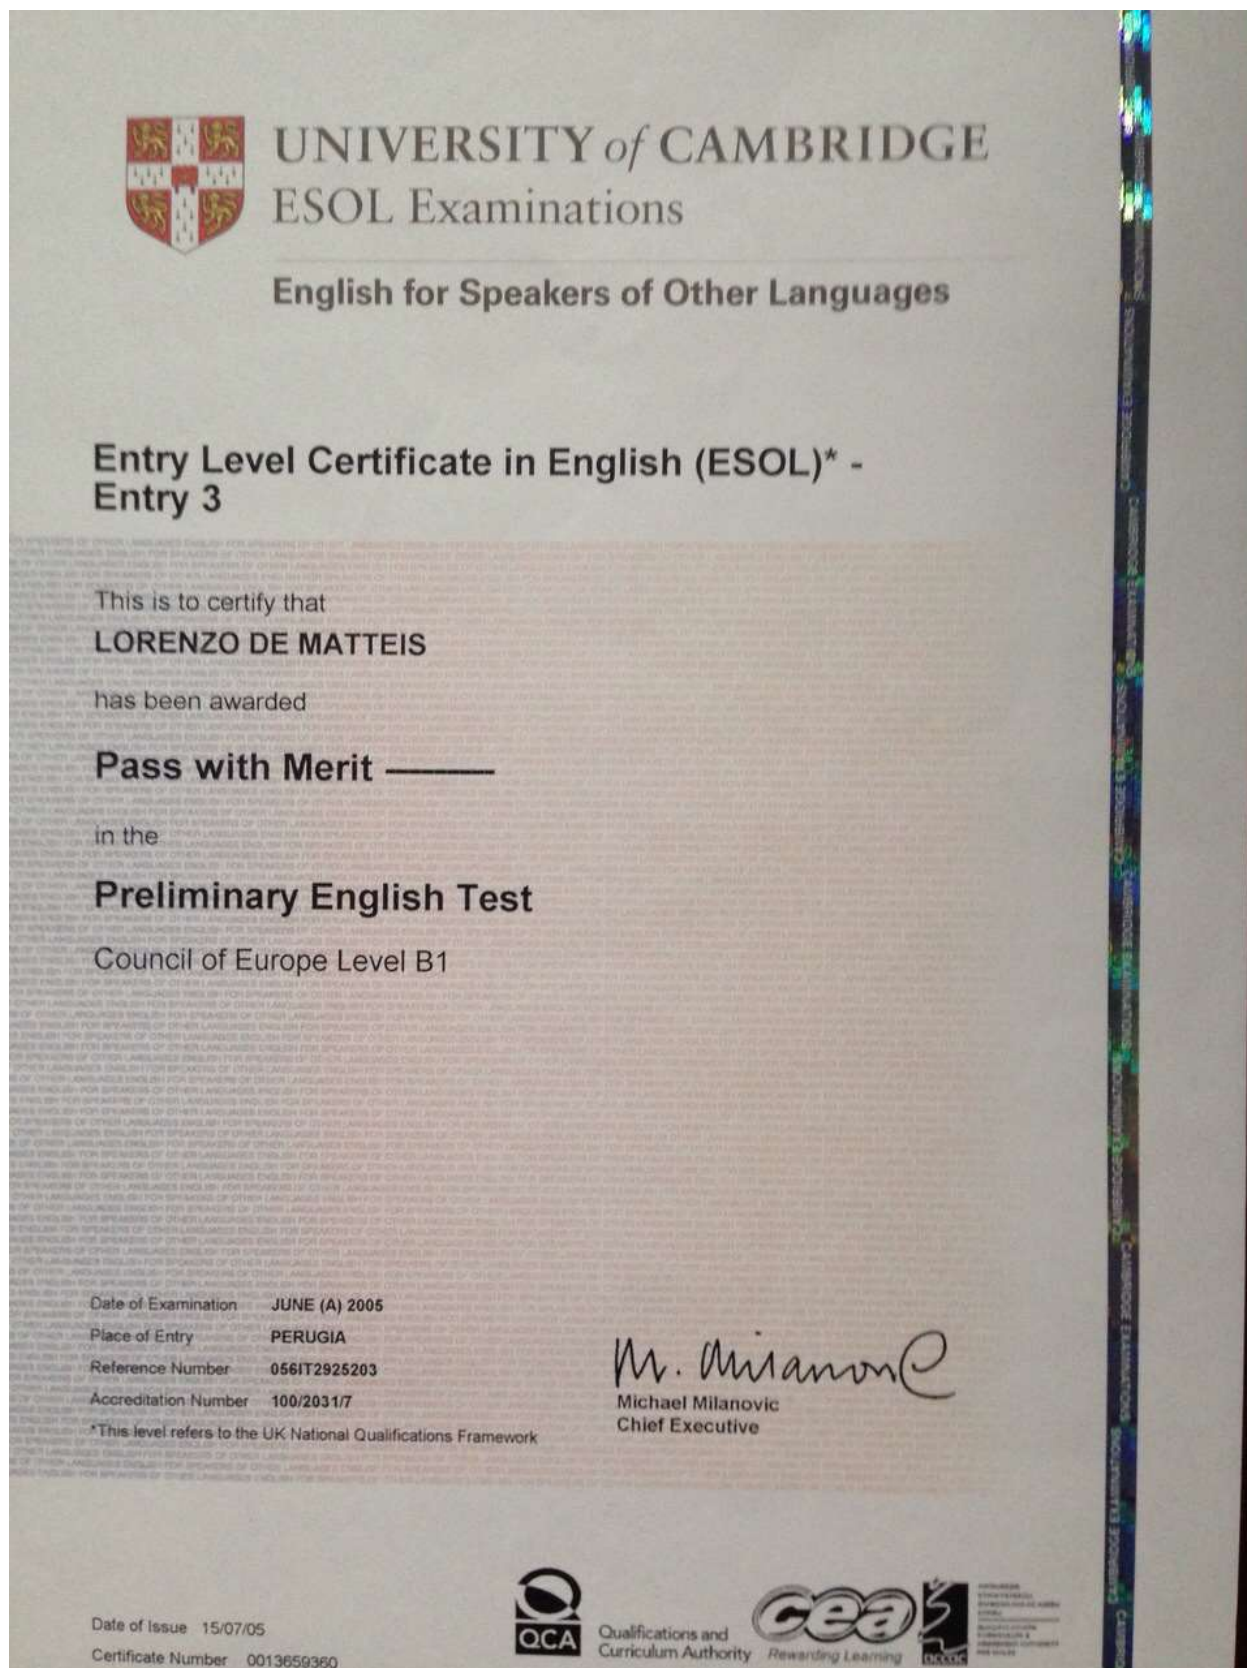 UNIVERSITY of CAMBRIDGE
ESOL Examinations
English for Speakers of Other Languages
Entry Level Certificate in English (ESOL)* -
Entry 3
This is to certify that
LORENZO DE MATTEIS
has been awarded
Pass with Merit
in the
Preliminary English Test
Council of Europe Level B1
Date of Examination JUNE (A) 2005
Place of Entry PERUGIA
Reference Number 056IT2925203
Accreditation Number 100/2031/7
*This level refers to the UK National Qualifications Framework
M. Milanovic
Michael Milanovic
Chief Executive
Date of Issue 15/07/05
Certificate Number 0013659360
QCA
Qualifications and
Curriculum Authority
cea
Rewarding Learning
CAMBRIDGE EXAMINATIONS